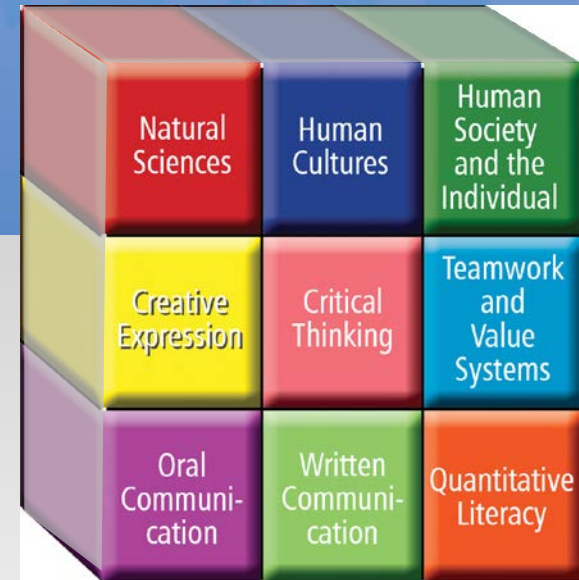 Natural
Sciences
Human
Cultures
Human
Society
and the
Individual
Creative
Expression
Critical
Thinking
Teamwork
and
Value
Systems
Oral
Communi-
cation
Written
Communi-
cation
Quantitative
Literacy